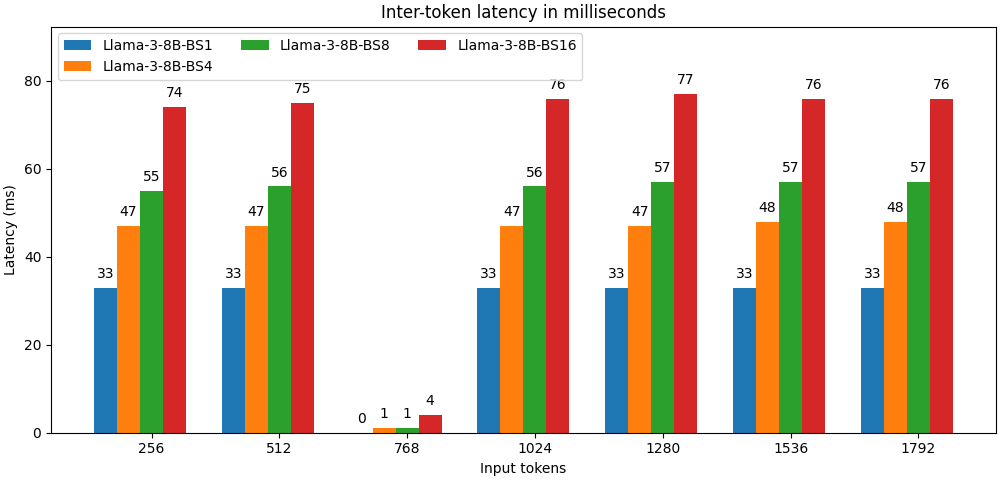 Inter-token latency in milliseconds
Llama-3-8B-BS1 Llama-3-8B-BS8 Llama-3-8B-BS16
Llama-3-8B-BS4
Latency (ms)
80
60
40
20
0
33 47 55 74
33 47 56 75
0 1 1 4
33 47 56 76
33 47 57 77
33 48 57 76
33 48 57 76
256 512 768 1024 1280 1536 1792
Input tokens